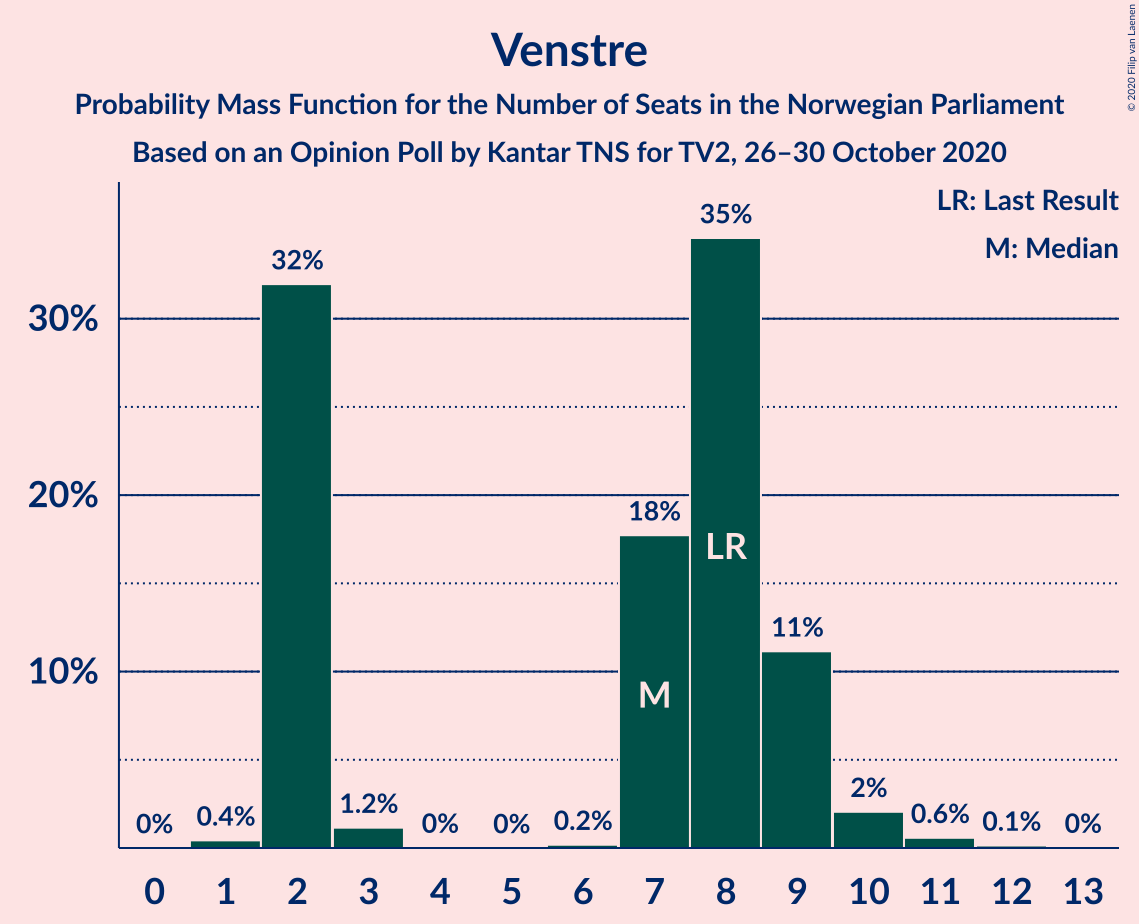 Venstre
Probability Mass Function for the Number of Seats in the Norwegian Parliament
Based on an Opinion Poll by Kantar TNS for TV2, 26–30 October 2020
© 2020 Filip van Laenen
LR: Last Result
M: Median
30%
20%
10%
0%
0.4%
32%
1.2%
0%
0%
0.2%
18%
35%
11%
2%
0.6%
0.1%
0%
M
LR
0 1 2 3 4 5 6 7 8 9 10 11 12 13